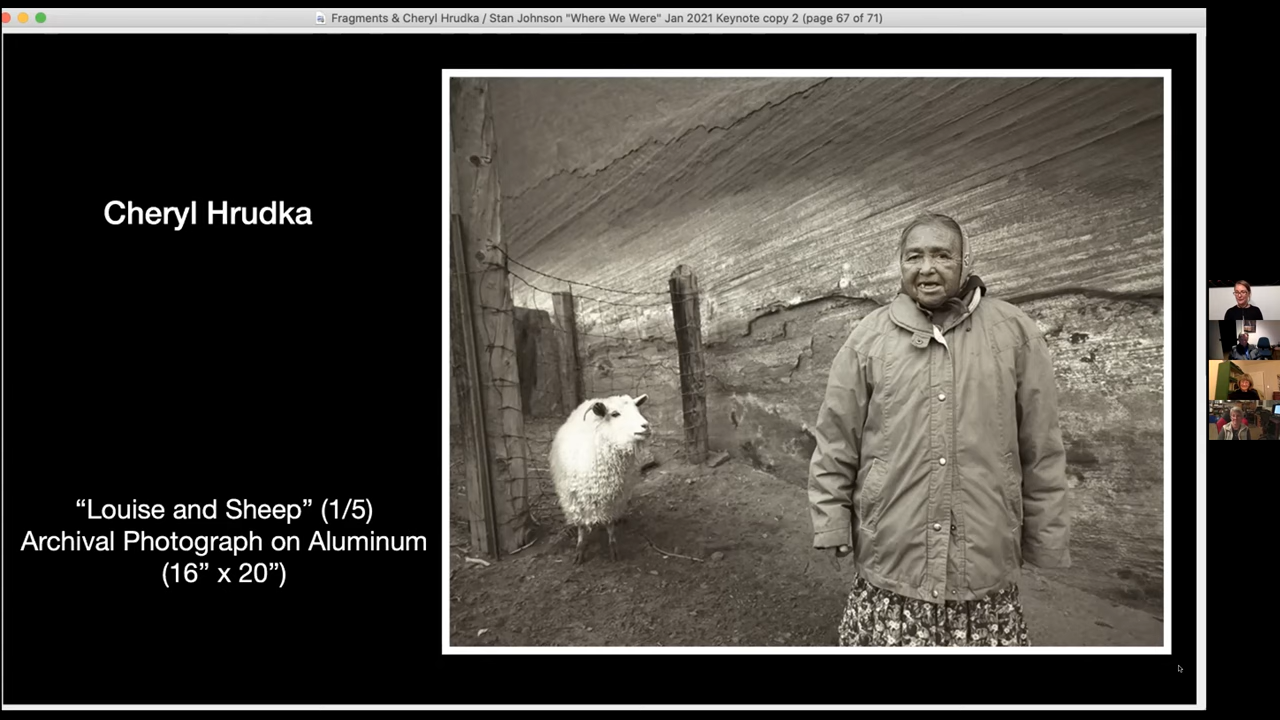 Fragments & Cheryl Hrudka / Stan Johnson "Where We Were" Jan 2021 Keynote copy 2 (page 67 of 71)
Cheryl Hrudka
“Louise and Sheep” (1/5)
Archival Photograph on Aluminum
(16” x 20”)